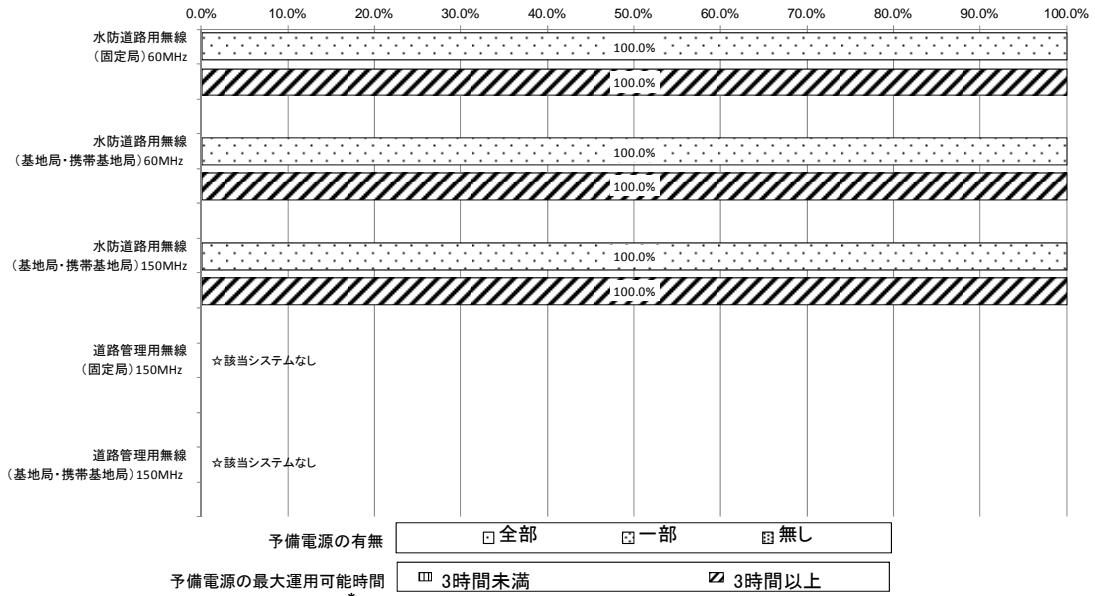 0.0% 10.0% 20.0% 30.0% 40.0% 50.0% 60.0% 70.0% 80.0% 90.0% 100.0%
水防道路用無線
(固定局)60MHz
100.0%
100.0%
水防道路用無線
(基地局・携帯基地局)60MHz
100.0%
100.0%
水防道路用無線
(基地局・携帯基地局)150MHz
100.0%
100.0%
道路管理用無線
(固定局)150MHz
☆該当システムなし
道路管理用無線
(基地局・携帯基地局)150MHz
☆該当システムなし
予備電源の有無 全部 一部 無し
予備電源の最大運用可能時間 3時間未満 3時間以上
*